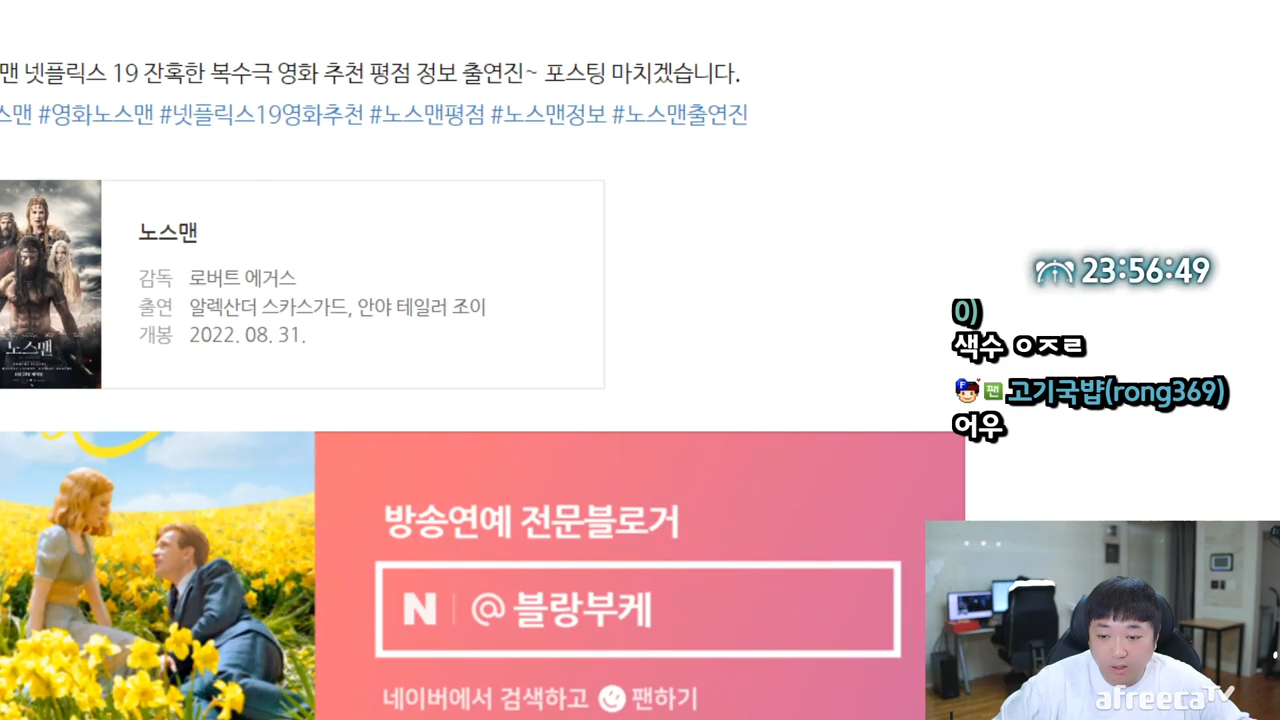 맨 넷플릭스 19 잔혹한 복수극 영화 추천 평점 정보 출연진~ 포스팅 마치겠습니다.
스맨 #영화노스맨 #넷플릭스19영화추천 #노스맨평점 #노스맨정보 #노스맨출연진
노스맨
노스맨
감독 로버트 에거스
출연 알렉산더 스카스가드, 안야 테일러 조이
개봉 2022. 08. 31.
23:56:49
이)
색수 ㅇㅈㄹ
F 팬 고기국뱝(rong369)
어우
방송연예 전문블로거
N @블랑부케
네이버에서 검색하고 팬하기
afreecaTV